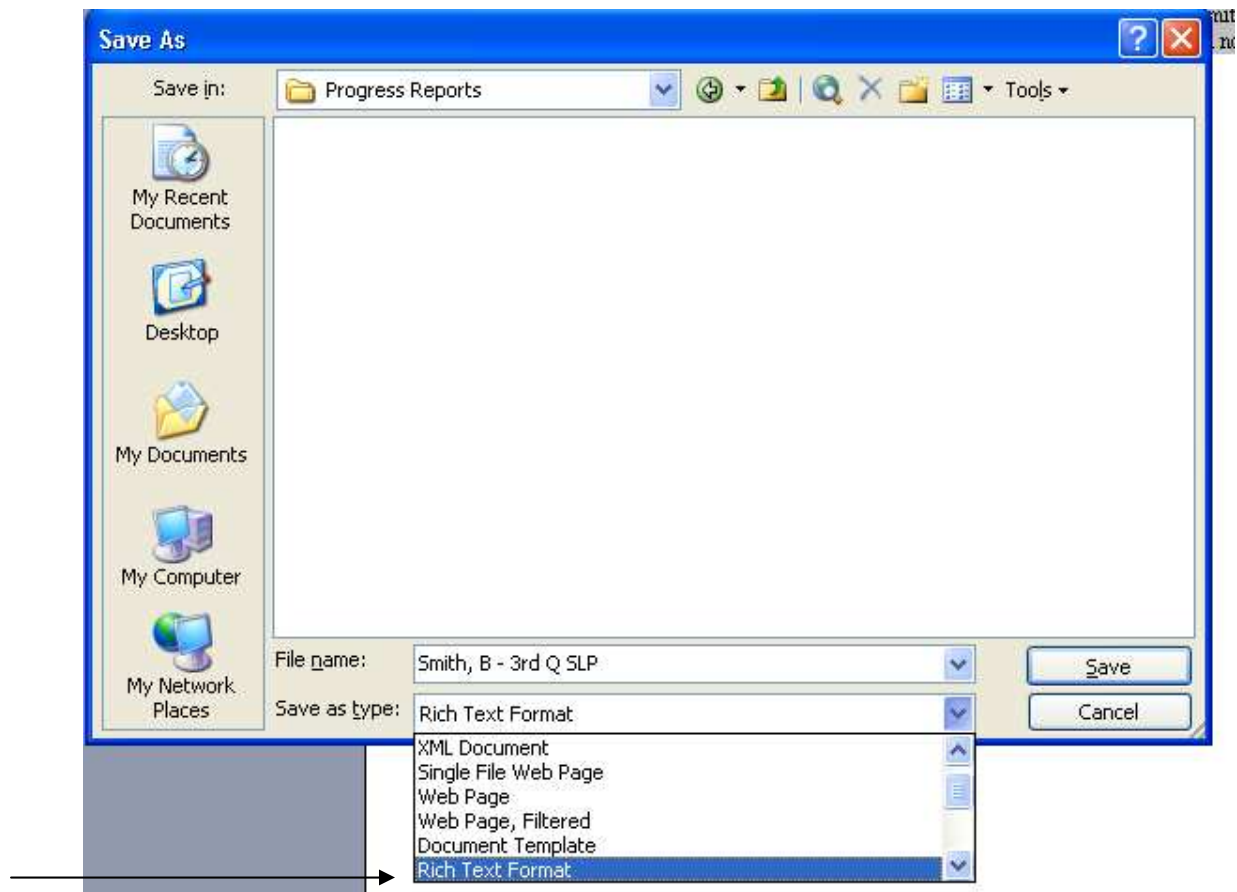 Save As
Save in:
Progress Reports
Tools
My Recent
Documents
Desktop
My Documents
My Computer
My Network
Places
File name:
Smith, B - 3rd Q SLP
Save
Save as type:
Rich Text Format
Cancel
XML Document
Single File Web Page
Web Page
Web Page, Filtered
Document Template
Rich Text Format